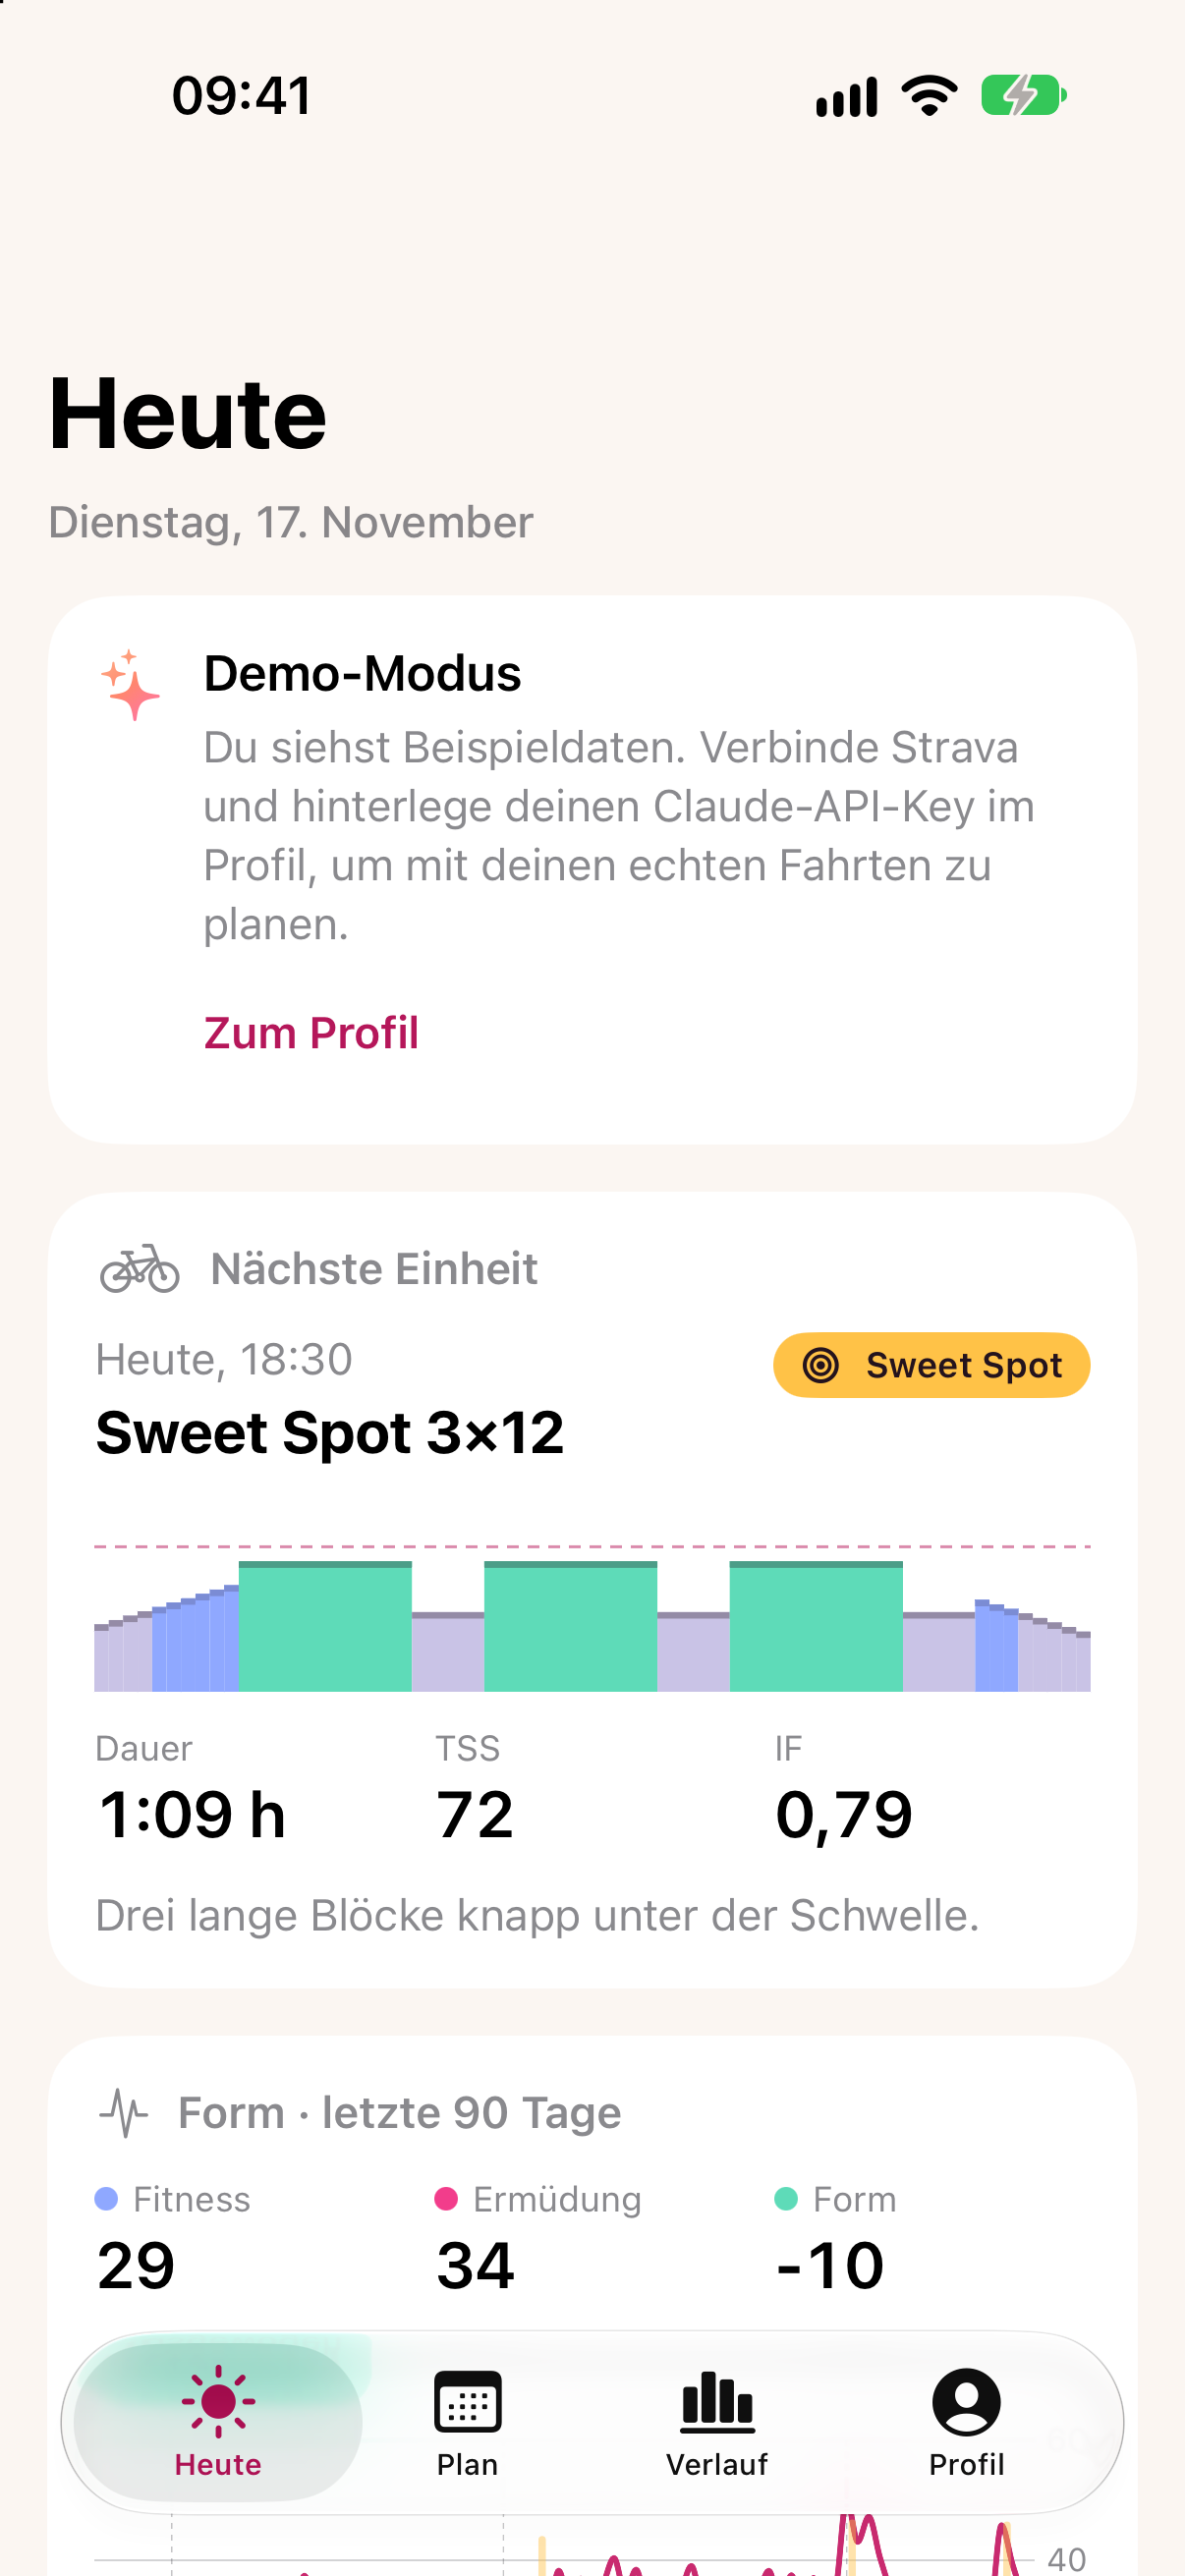 09:41
Heute
Dienstag, 17. November
Demo-Modus
Du siehst Beispieldaten. Verbinde Strava
und hinterlege deinen Claude-API-Key im
Profil, um mit deinen echten Fahrten zu
planen.
Zum Profil
Nächste Einheit
Heute, 18:30
Sweet Spot
Sweet Spot 3×12
Dauer
TSS
IF
1:09 h
72
0,79
Drei lange Blöcke knapp unter der Schwelle.
Form · letzte 90 Tage
Fitness
Ermüdung
Form
29
34
-10
Heute
Plan
Verlauf
Profil
40